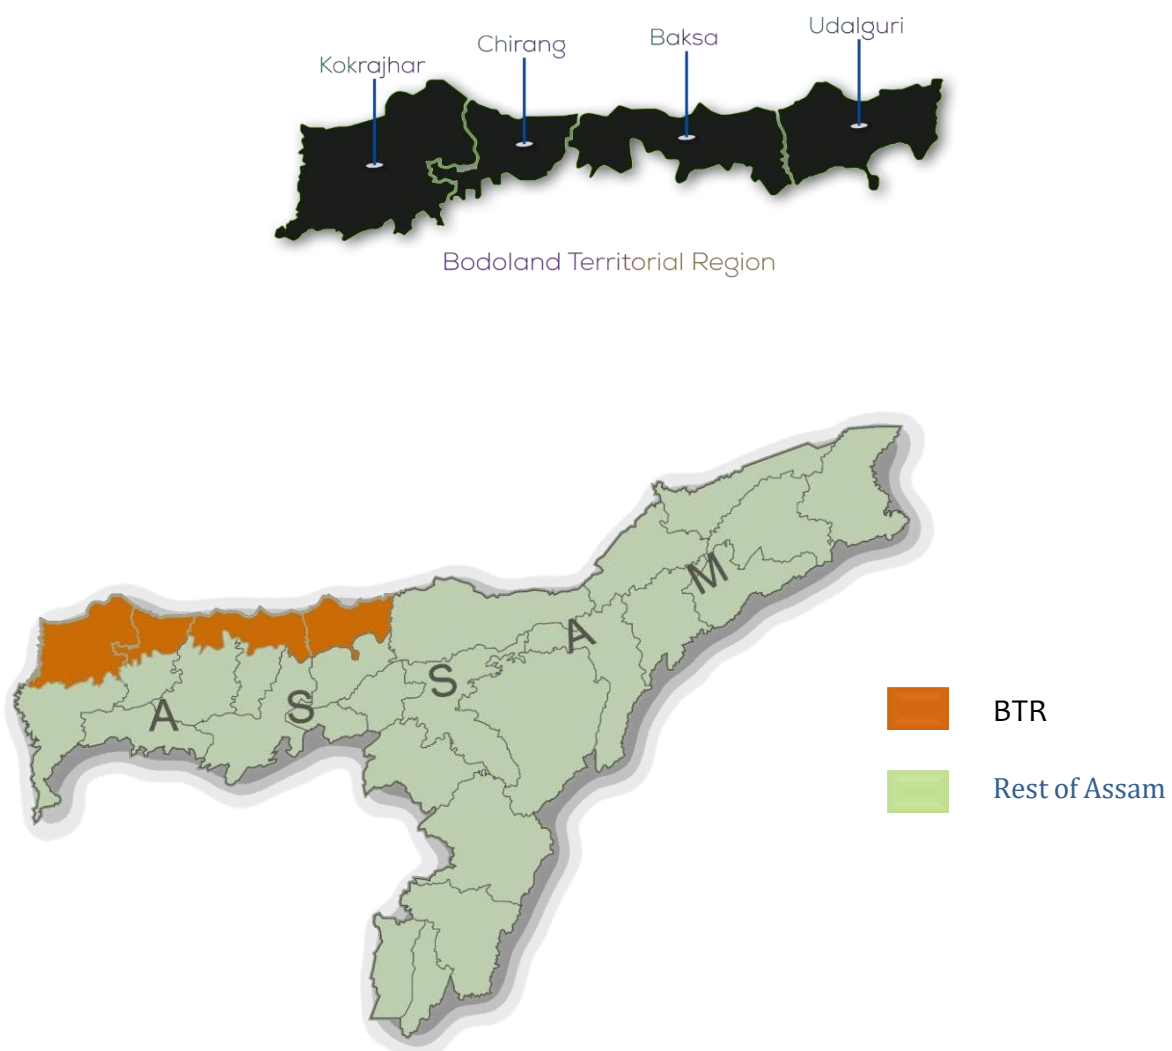 Kokrajhar
Chirang
Baksa
Udalguri
Bodoland Territorial Region
A S S A M
BTR
Rest of Assam